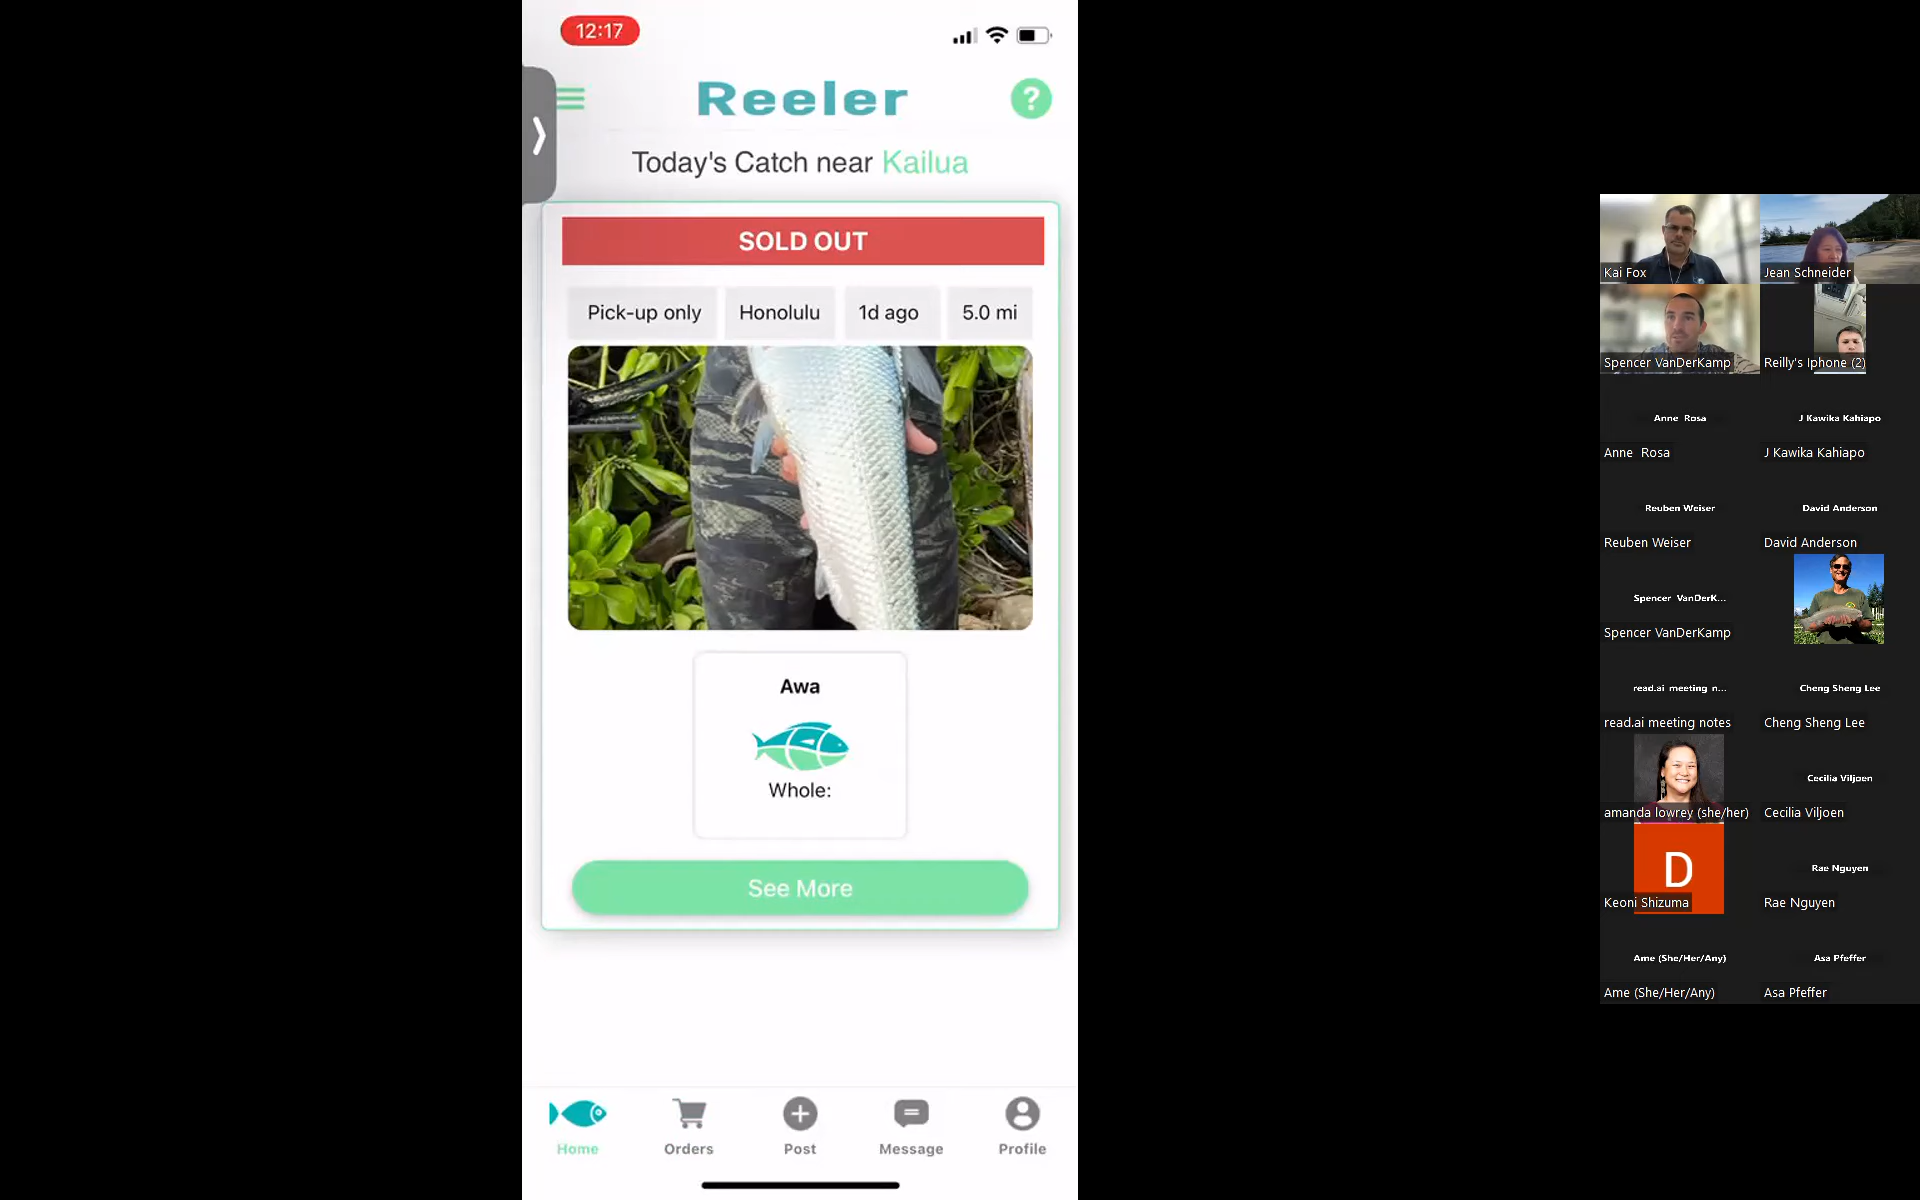 12:17
Reeler
?
Today's Catch near Kailua
SOLD OUT
Pick-up only
Honolulu
1d ago
5.0 mi
Awa
Whole:
See More
Home
Orders
Post
Message
Profile
Kai Fox
Jean Schneider
Spencer VanDerKamp
Reilly's Iphone (2)
Anne Rosa
J Kawika Kahiapo
Anne Rosa
J Kawika Kahiapo
Reuben Weiser
David Anderson
Reuben Weiser
David Anderson
Spencer VanDerK...
Spencer VanDerKamp
read.ai meeting n...
Cheng Sheng Lee
read.ai meeting notes
Cheng Sheng Lee
Cecilia Viljoen
amanda lowrey (she/her)
Cecilia Viljoen
D
Rae Nguyen
Keoni Shizuma
Rae Nguyen
Ame (She/Her/Any)
Asa Pfeffer
Ame (She/Her/Any)
Asa Pfeffer